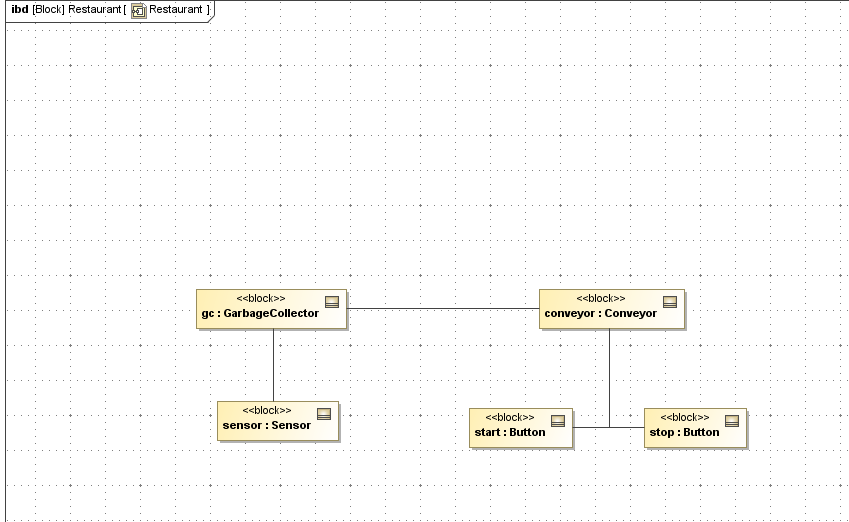 ibd [Block] Restaurant [ Restaurant ]
<<block>>
gc : GarbageCollector
<<block>>
conveyor : Conveyor
<<block>>
sensor : Sensor
<<block>>
start : Button
<<block>>
stop : Button